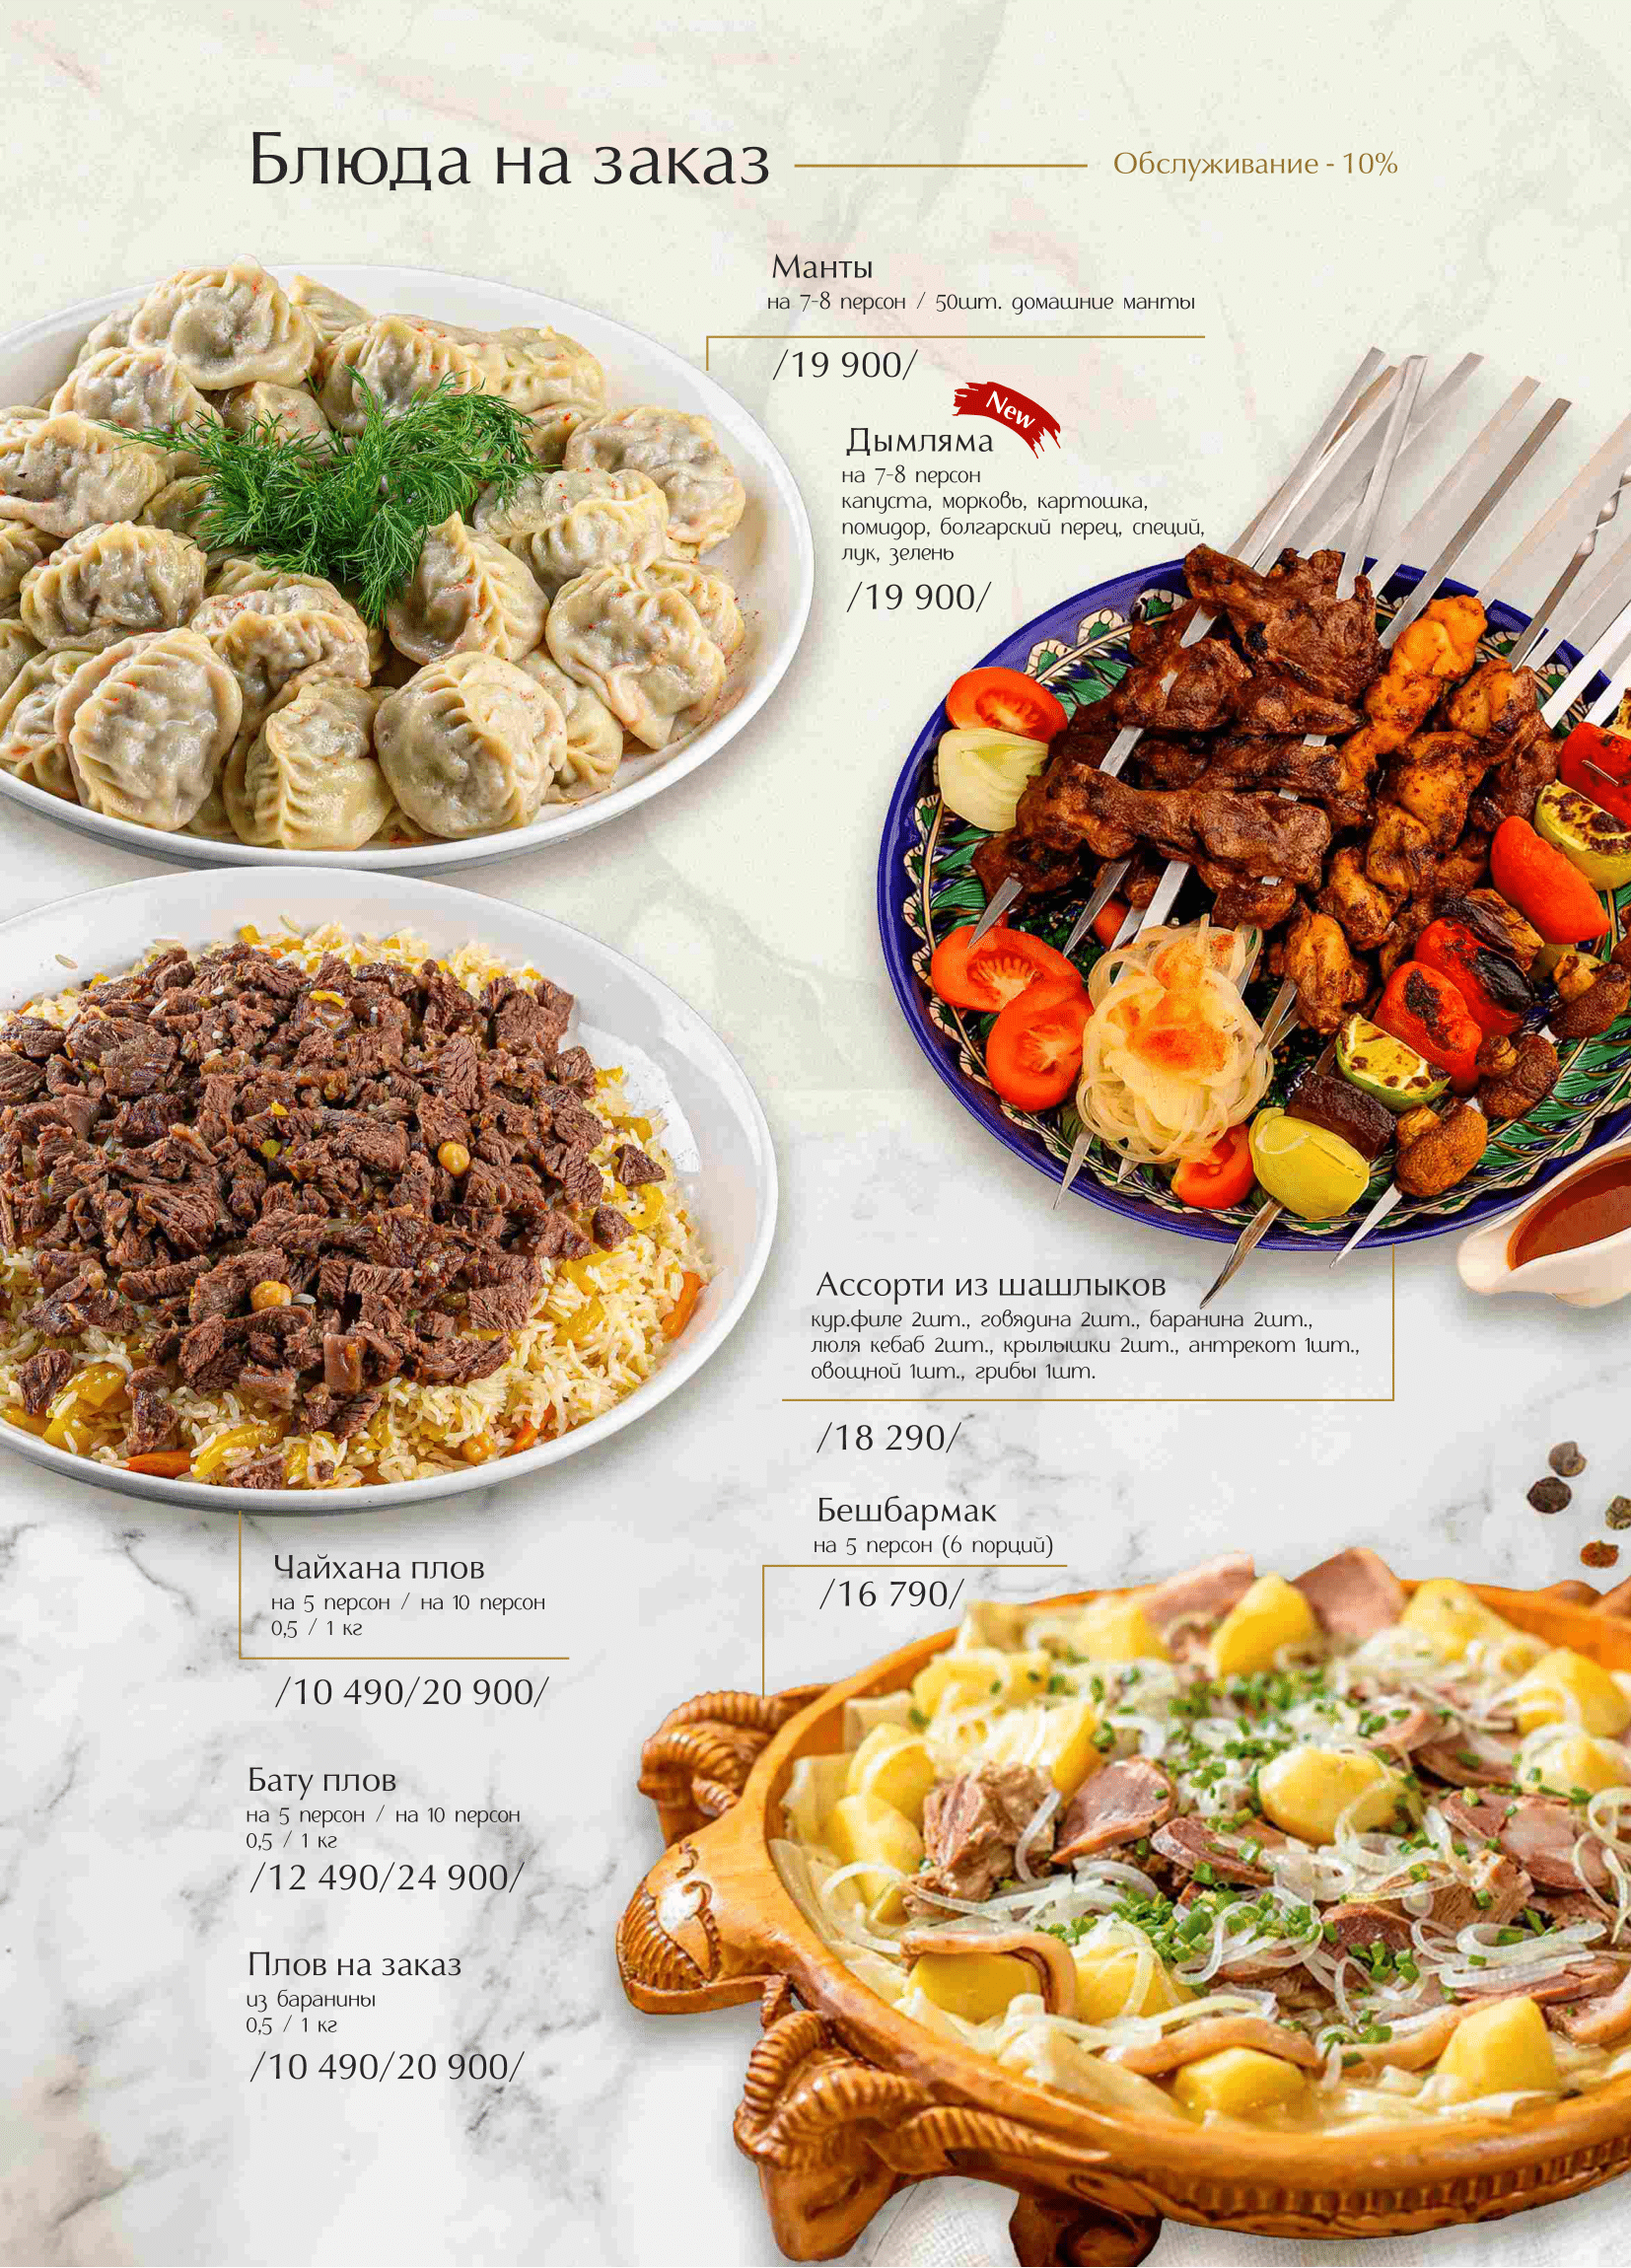 Блюда на заказ
Обслуживание - 10%
Манты
на 7-8 персон / 50шт. домашние манты
/19 900/
New
Дымляма
на 7-8 персон
капуста, морковь, картошка,
помидор, болгарский перец, специй,
лук, зелень
/19 900/
Ассорти из шашлыков
кур.филе 2шт., говядина 2шт., баранина 2шт.,
люля кебаб 2шт., крылышки 2шт., антрекот 1шт.,
овощной 1шт., грибы 1шт.
/18 290/
Бешбармак
на 5 персон (6 порций)
/16 790/
Чайхана плов
на 5 персон / на 10 персон
0,5 / 1 кг
/10 490/20 900/
Бату плов
на 5 персон / на 10 персон
0,5 / 1 кг
/12 490/24 900/
Плов на заказ
из баранины
0,5 / 1 кг
/10 490/20 900/